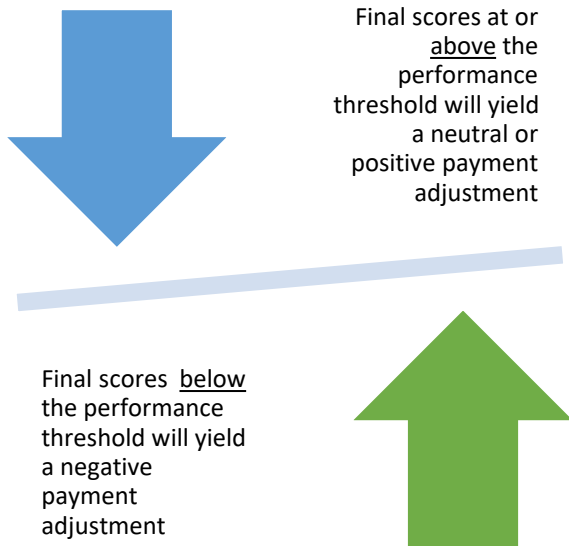 Final scores at or
above the
performance
threshold will yield
a neutral or
positive payment
adjustment
Final scores below
the performance
threshold will yield
a negative
payment
adjustment